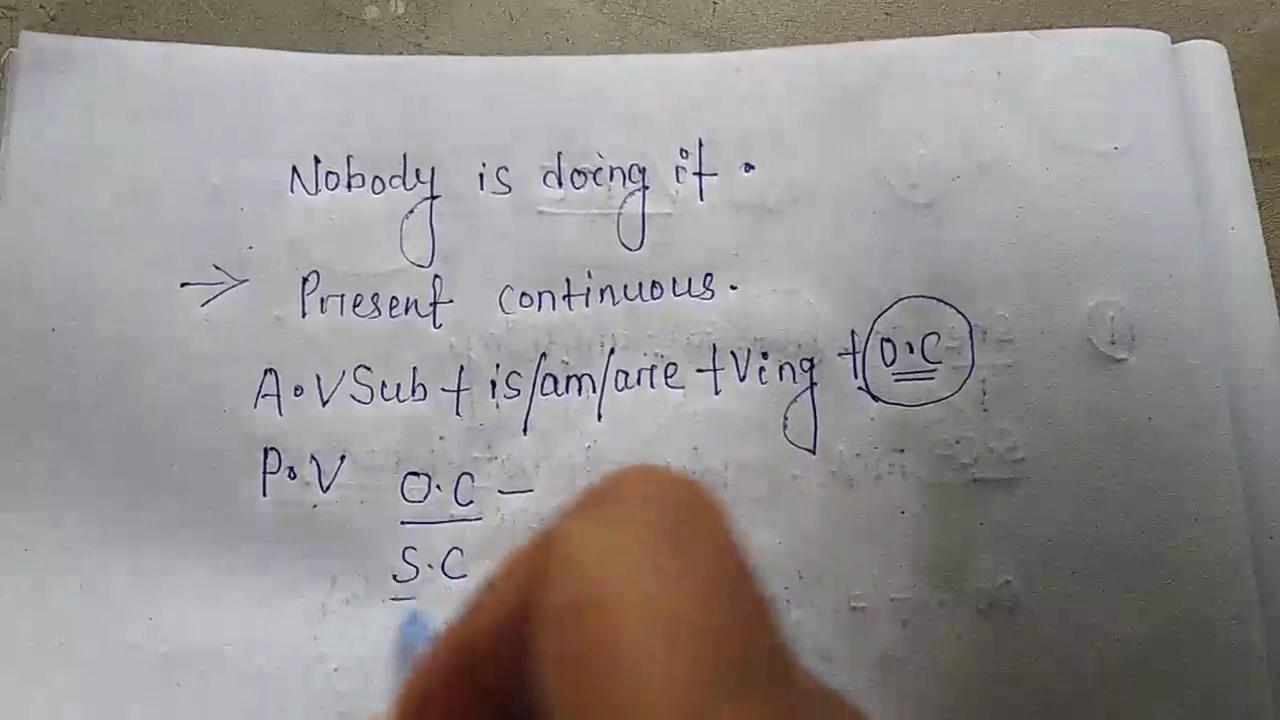 Nobody is doing it.
→ Present continuous.
A.V Sub + is/am/are + Ving + O.C
P.V O.C —
S.C